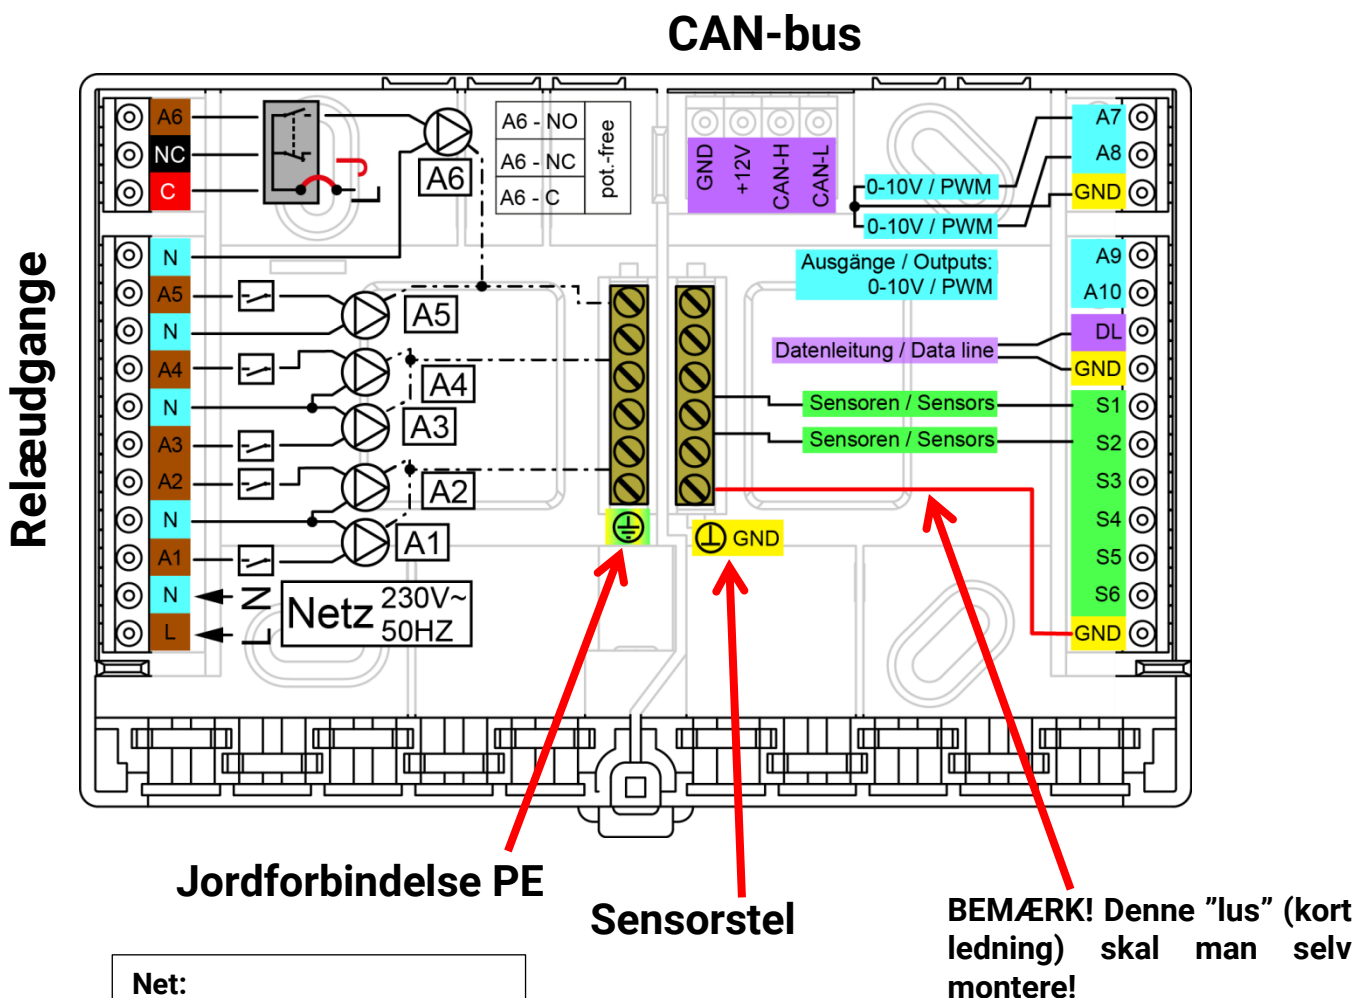 CAN-bus
Relæudgange
A6
NC
C
N
A5
N
A4
N
A3
A2
N
A1
N
L
A6
A5
A4
A3
A2
A1
L
N
L
Netz 230V~
50HZ
A6 - NO
A6 - NC
A6 - C
pot.-free
GND
+12V
CAN-H
CAN-L
0-10V / PWM
0-10V / PWM
Ausgänge / Outputs:
0-10V / PWM
Datenleitung / Data line
Sensoren / Sensors
Sensoren / Sensors
GND
A7
A8
GND
A9
A10
DL
GND
S1
S2
S3
S4
S5
S6
GND
Jordforbindelse PE
Sensorstel
BEMÆRK! Denne ”lus” (kort
ledning) skal man selv
montere!
Net: